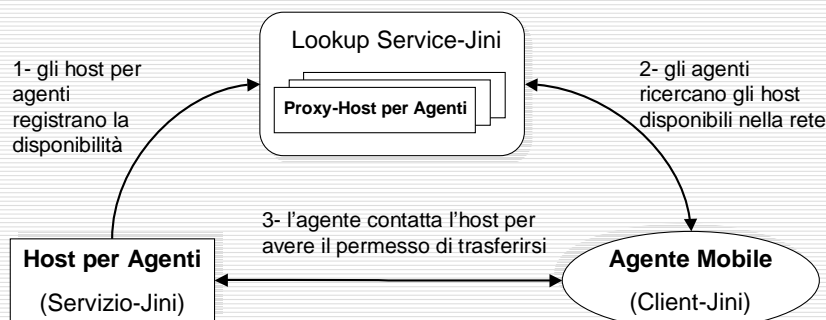 Lookup Service-Jini
Proxy-Host per Agenti
1- gli host per
agenti
registrano la
disponibilità
2- gli agenti
ricercano gli host
disponibili nella rete
3- l'agente contatta l'host per
avere il permesso di trasferirsi
Host per Agenti
(Servizio-Jini)
Agente Mobile
(Client-Jini)